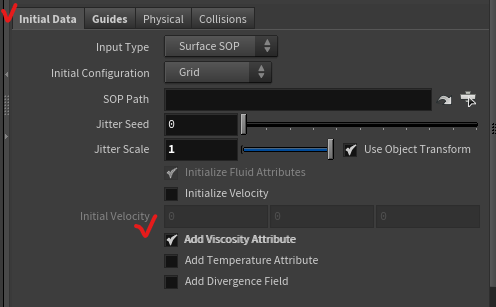 Initial Data Guides Physical Collisions
Input Type Surface SOP
Initial Configuration Grid
SOP Path
Jitter Seed 0
Jitter Scale 1 Use Object Transform
Initialize Fluid Attributes
Initialize Velocity
Initial Velocity 0 0 0
Add Viscosity Attribute
Add Temperature Attribute
Add Divergence Field